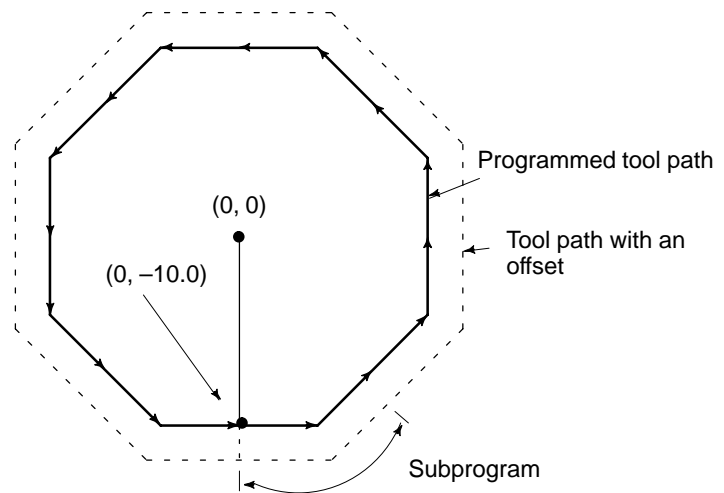 Programmed tool path
(0, 0)
Tool path with an
offset
(0, –10.0)
Subprogram